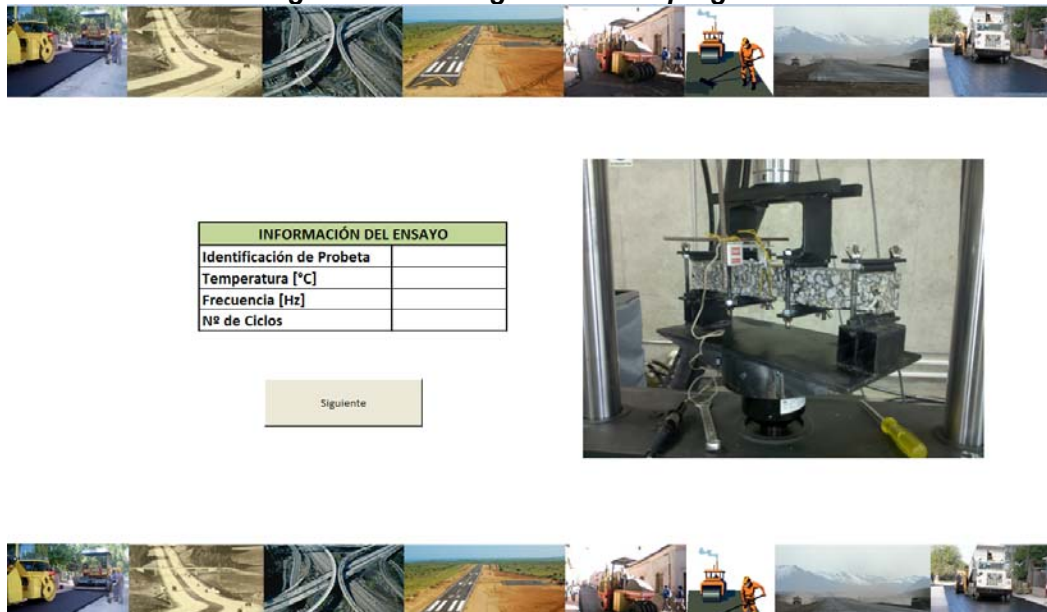 INFORMACIÓN DEL ENSAYO
Identificación de Probeta
Temperatura [°C]
Frecuencia [Hz]
Nº de Ciclos
Siguiente